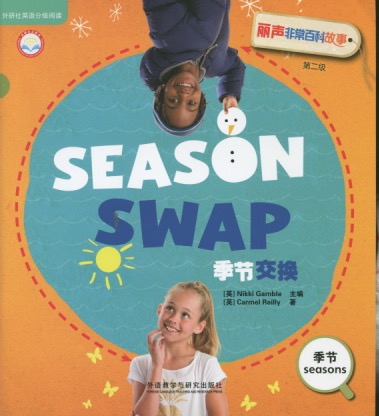 外研社英语分级阅读
丽声非常百科故事
第二级
SEASON
SWAP
季节交换
[英] Nikki Gamble 主编
[英] Carmel Reilly 著
季节
seasons
外语教学与研究出版社